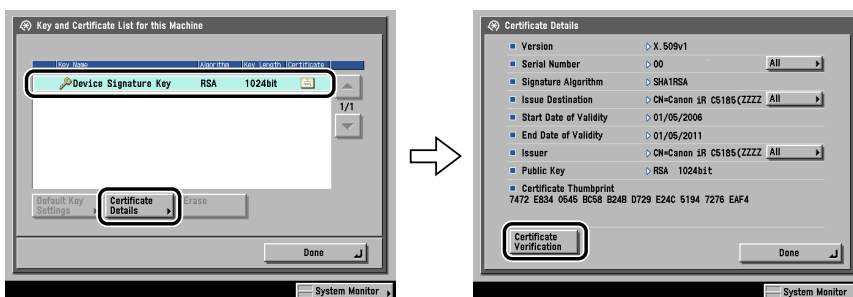 Key and Certificate List for this Machine
Key Name Algorithm Key Length Certificate
Device Signature Key RSA 1024bit
1/1
Default Key Settings
Certificate Details
Erase
Done
System Monitor
Certificate Details
Version X.509v1
Serial Number 00 All
Signature Algorithm SHA1RSA
Issue Destination CN=Canon iR C5185(ZZZZ All
Start Date of Validity 01/05/2006
End Date of Validity 01/05/2011
Issuer CN=Canon iR C5185(ZZZZ All
Public Key RSA 1024bit
Certificate Thumbprint
7472 E834 0545 BC58 B24B D729 E24C 5194 7276 EAF4
Certificate Verification
Done
System Monitor